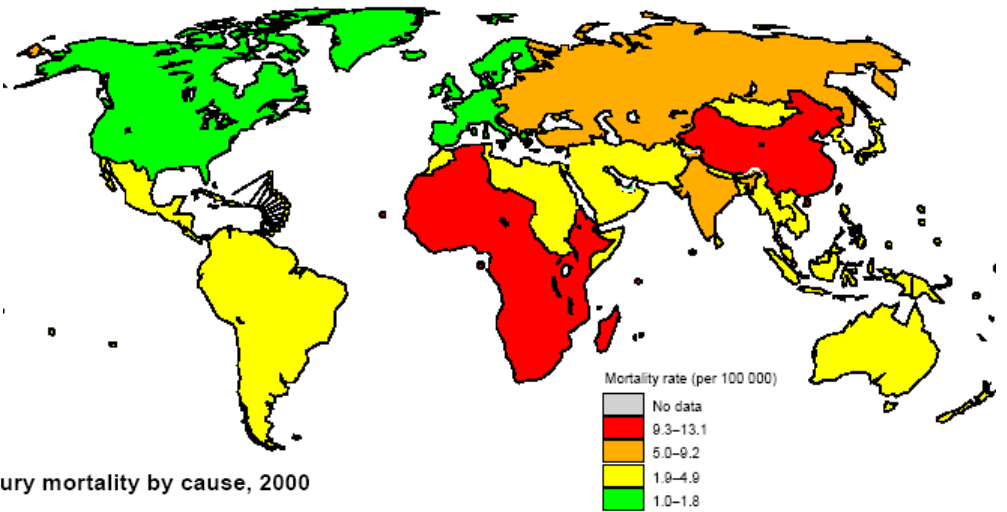 Mortality rate (per 100 000)
No data
9.3–13.1
5.0–9.2
1.9–4.9
1.0–1.8
ury mortality by cause, 2000